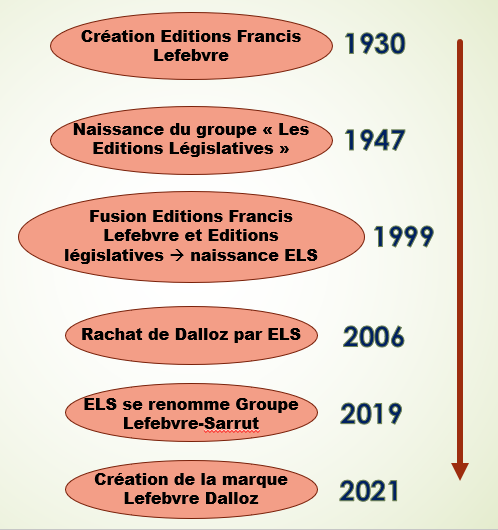 Création Editions Francis
Lefebvre
1930
Naissance du groupe « Les
Editions Législatives »
1947
Fusion Editions Francis
Lefebvre et Editions
législatives → naissance ELS
1999
Rachat de Dalloz par ELS
2006
ELS se renomme Groupe
Lefebvre-Sarrut
2019
Création de la marque
Lefebvre Dalloz
2021